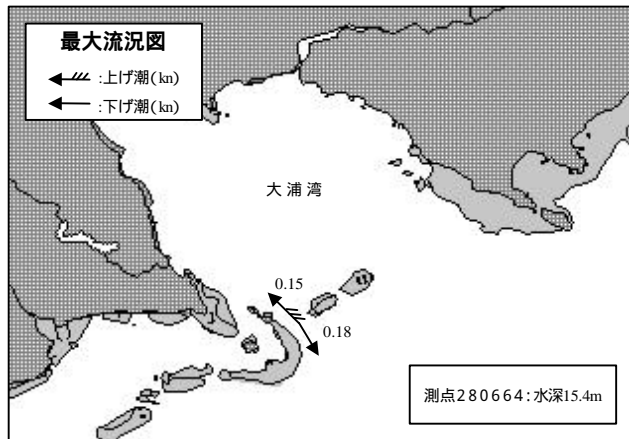 最大流況図
:上げ潮(kn)
:下げ潮(kn)
大浦湾
0.15
0.18
測点280664:水深15.4m